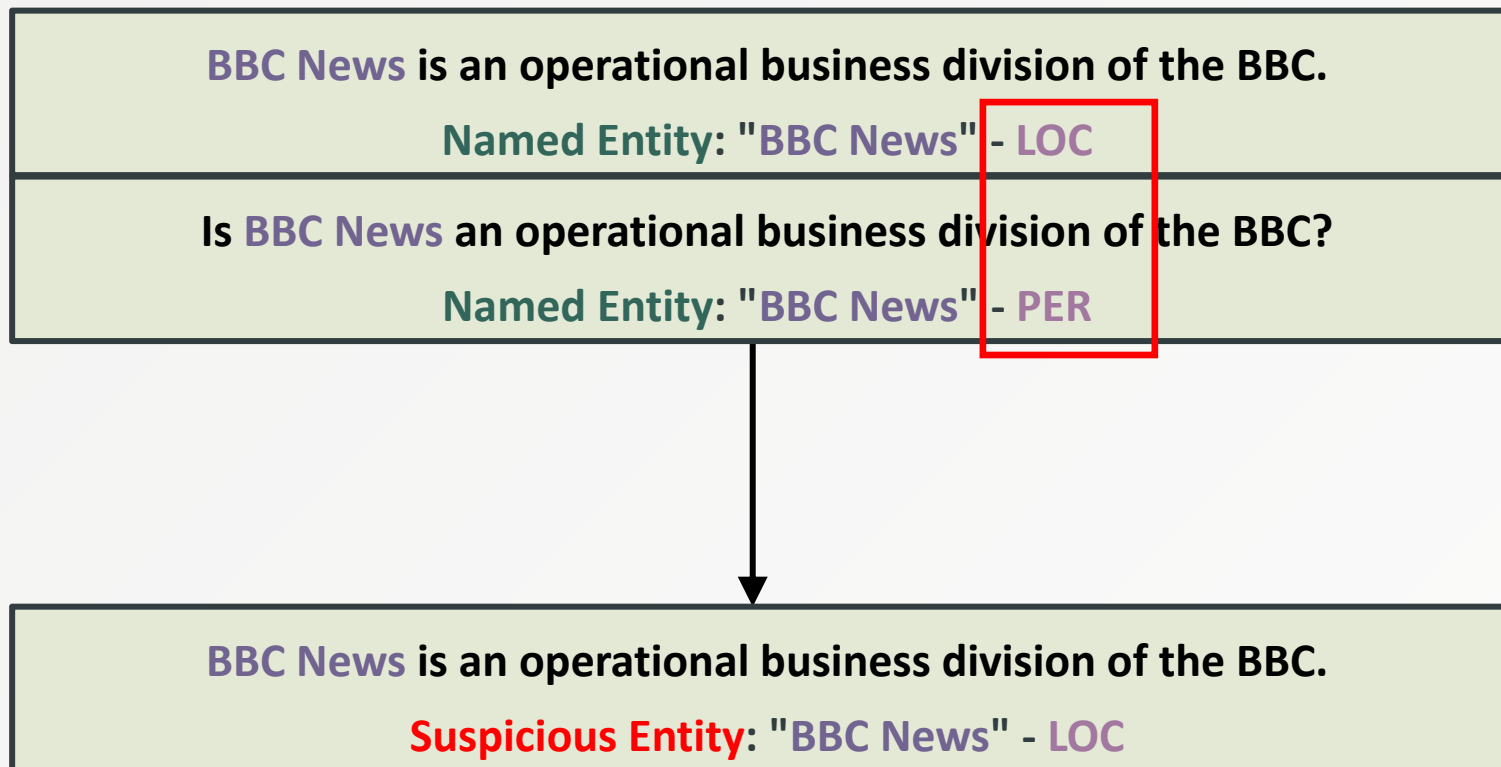 BBC News is an operational business division of the BBC.
Named Entity: "BBC News" - LOC
Is BBC News an operational business division of the BBC?
Named Entity: "BBC News" - PER
BBC News is an operational business division of the BBC.
Suspicious Entity: "BBC News" - LOC